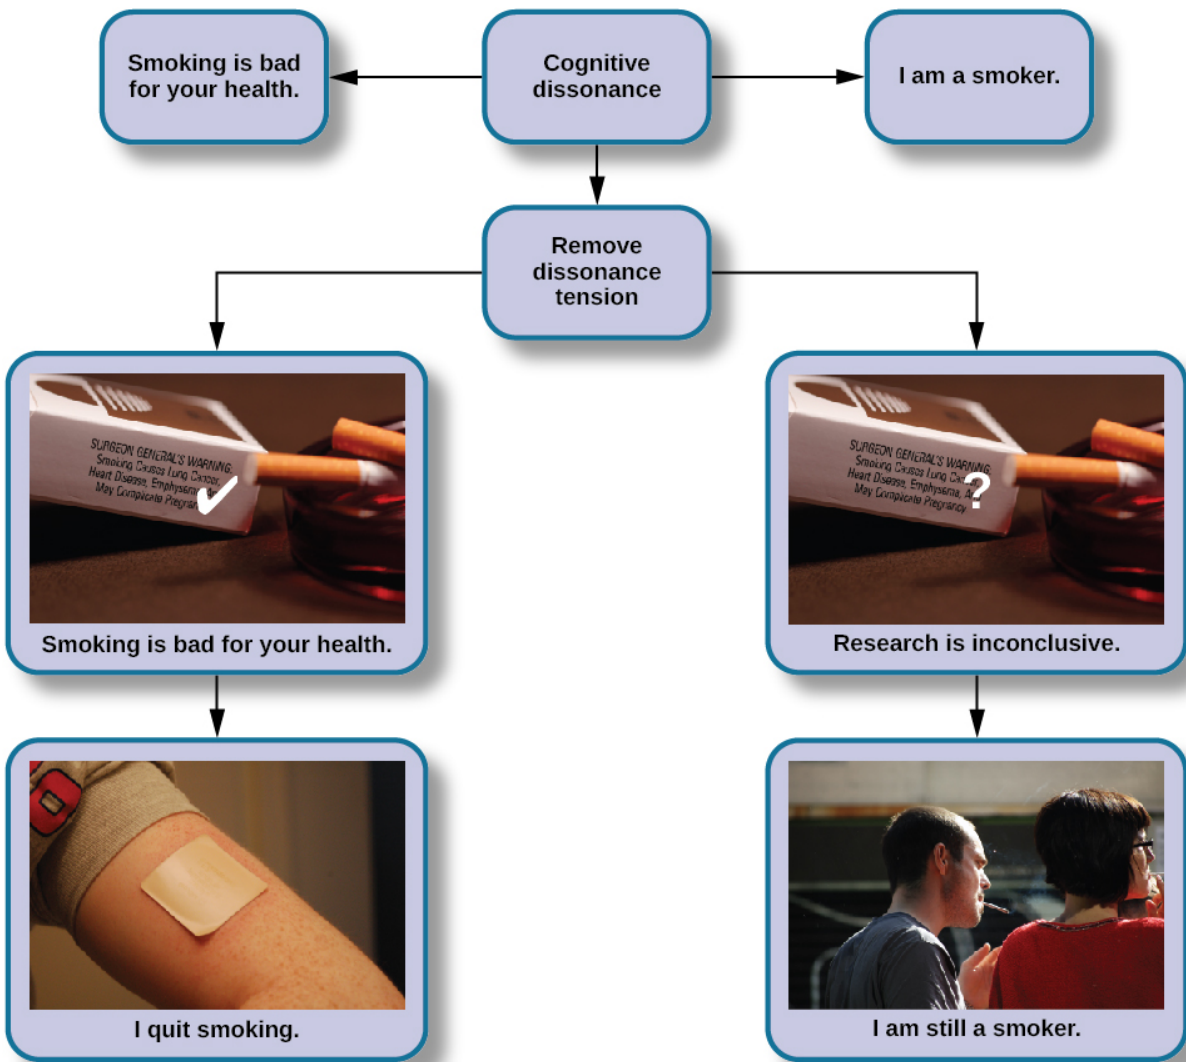 Smoking is bad
for your health.
Cognitive
dissonance
I am a smoker.
Remove
dissonance
tension
SURGEON GENERAL'S WARNING:
Smoking Causes Lung Cancer,
Heart Disease, Emphysema,
May Complicate Pregnancy
Smoking is bad for your health.
SURGEON GENERAL'S WARNING:
Smoking Causes Lung
Heart Disease, Emphysema, And
May Complicate Pregnancy
?
Research is inconclusive.
I quit smoking.
I am still a smoker.